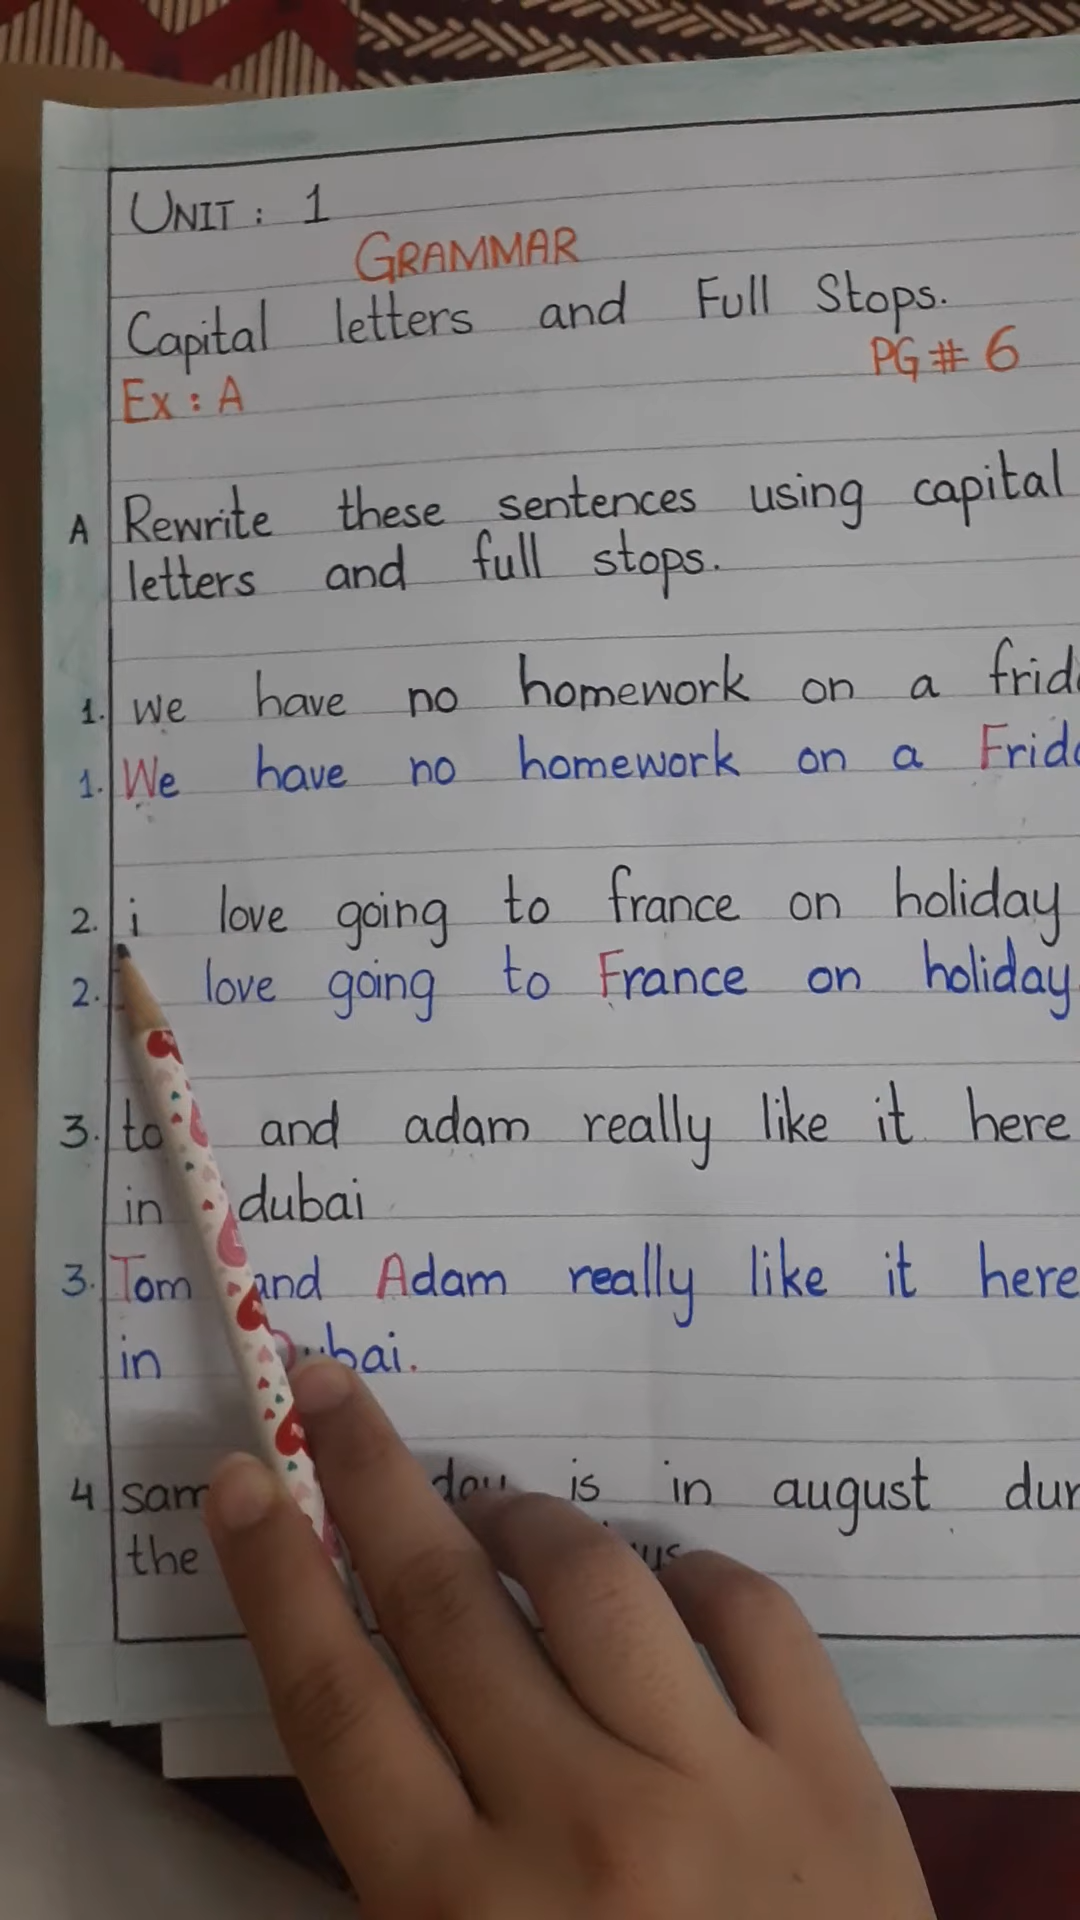 UNIT : 1
GRAMMAR
Capital letters and Full Stops.
PG # 6
Ex : A
A Rewrite these sentences using capital
letters and full stops.
1. we have no homework on a
1. We have no homework on a
2. i love going to france on holiday
2. love going to France on holiday
3. and adam really like it here
in dubai
3. Tom and Adam really like it here
in
4 is in august
the